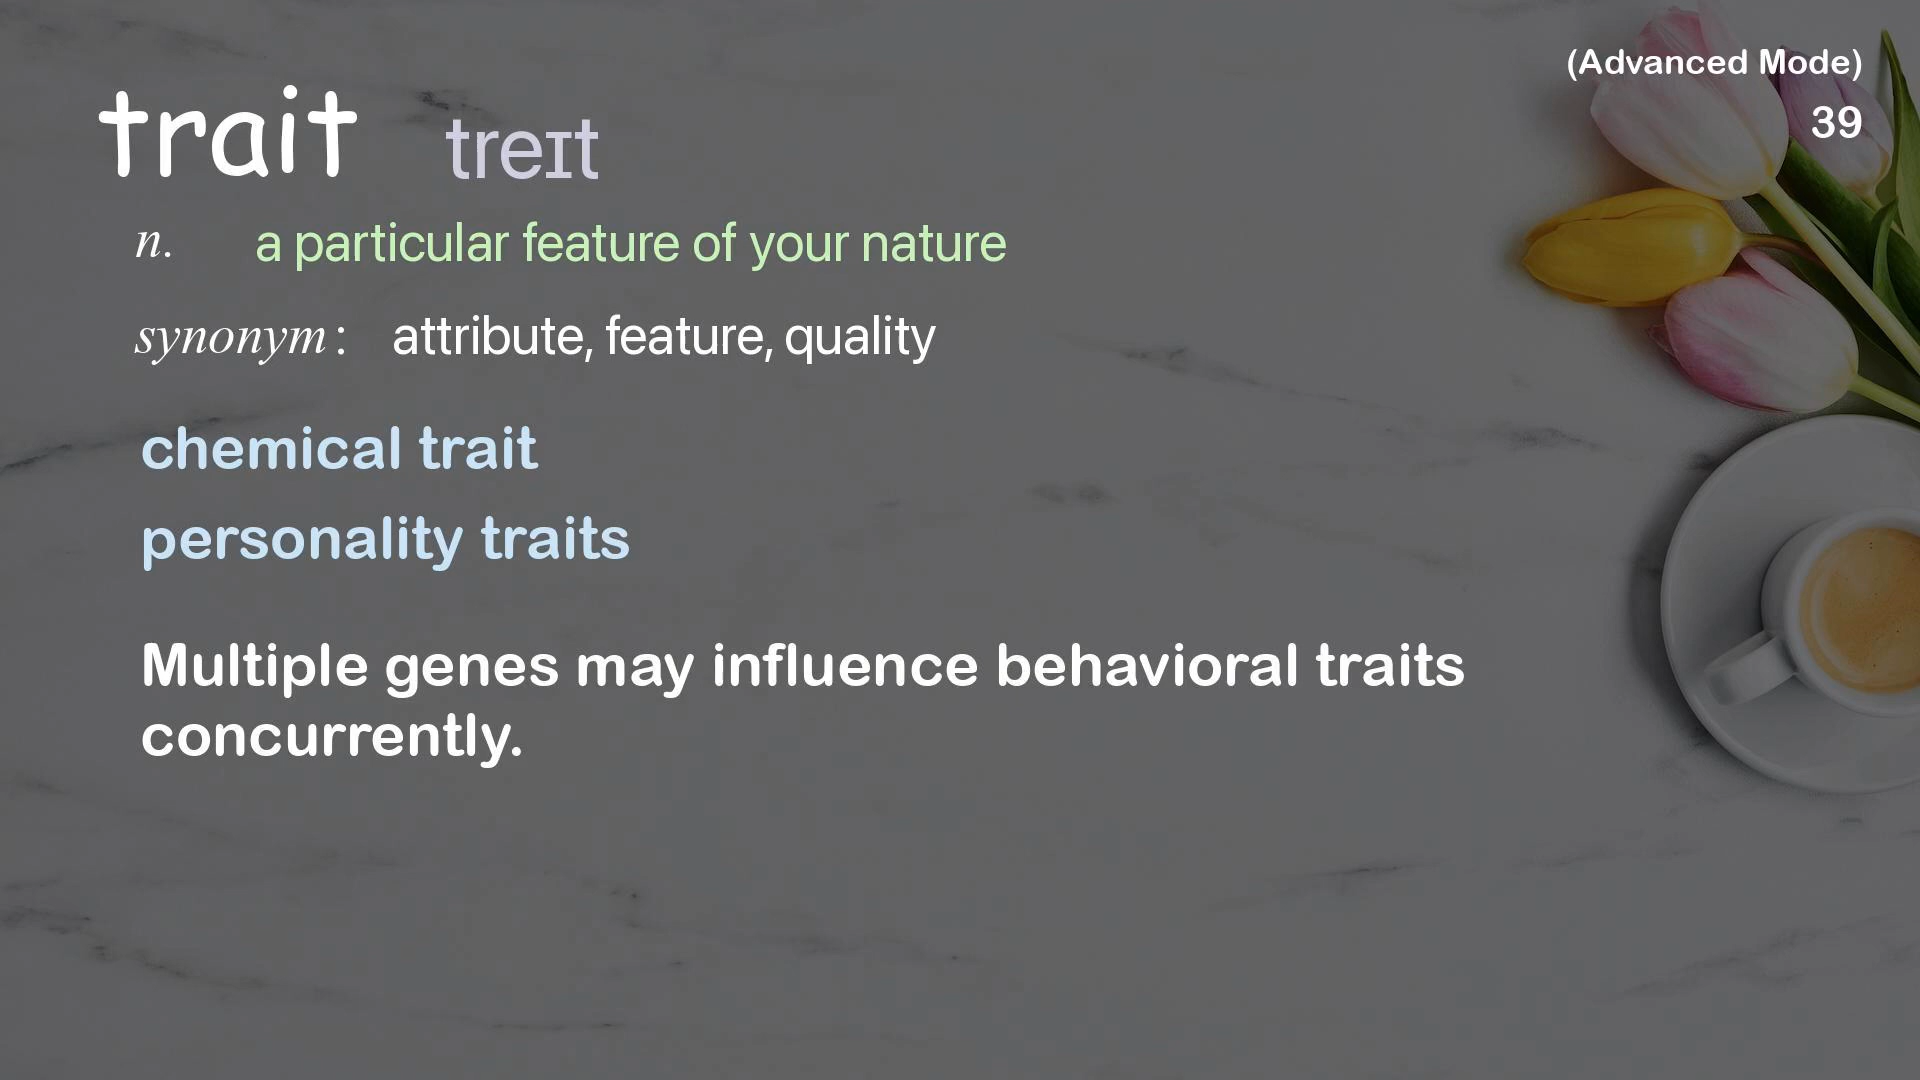 (Advanced Mode)
39
trait treɪt
n. a particular feature of your nature
synonym: attribute, feature, quality
chemical trait
personality traits
Multiple genes may influence behavioral traits
concurrently.